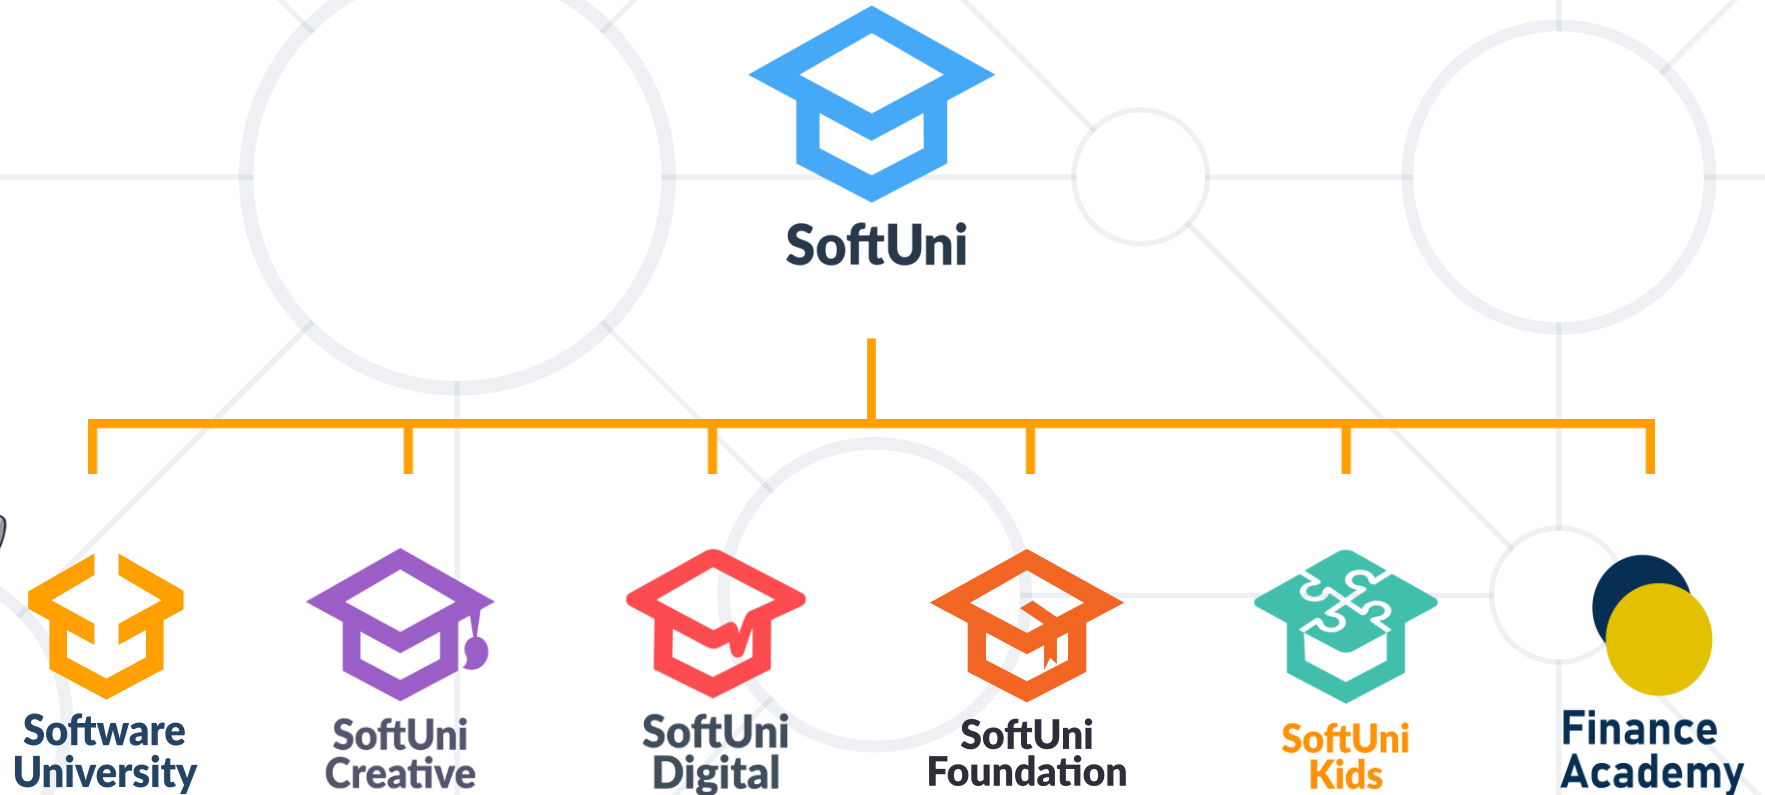 SoftUni
Software
University
SoftUni
Creative
SoftUni
Digital
SoftUni
Foundation
SoftUni
Kids
Finance
Academy